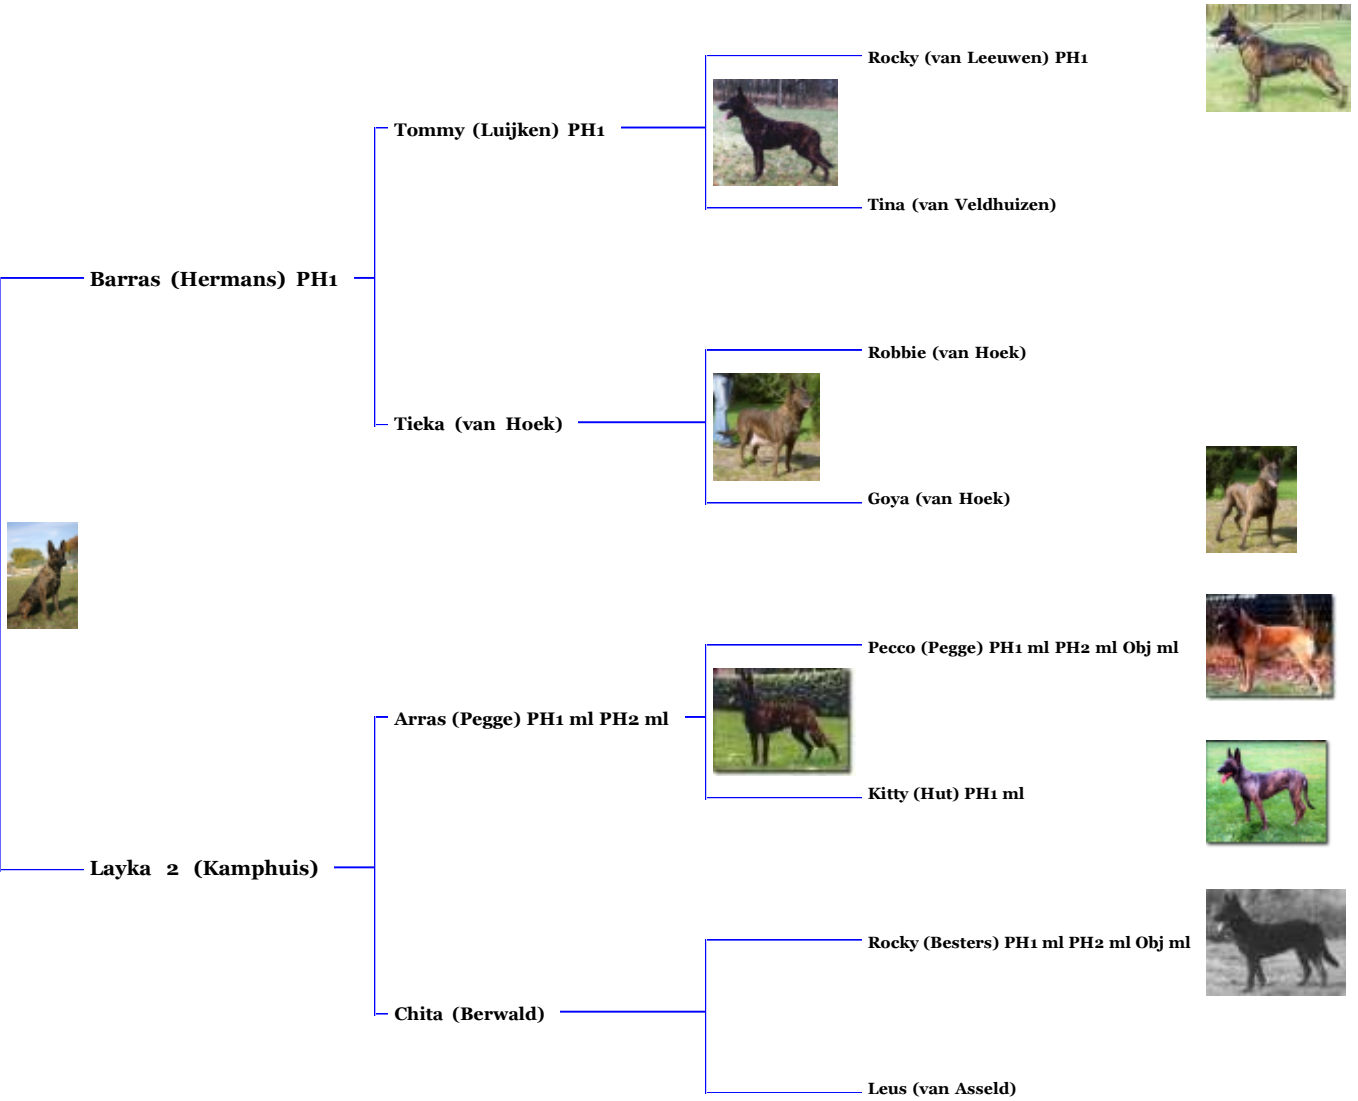 Rocky (van Leeuwen) PH1
Tommy (Luijken) PH1
Tina (van Veldhuizen)
Barras (Hermans) PH1
Robbie (van Hoek)
Tieka (van Hoek)
Goya (van Hoek)
Pecco (Pegge) PH1 ml PH2 ml Obj ml
Arras (Pegge) PH1 ml PH2 ml
Kitty (Hut) PH1 ml
Layka 2 (Kamphuis)
Rocky (Besters) PH1 ml PH2 ml Obj ml
Chita (Berwald)
Leus (van Asseld)